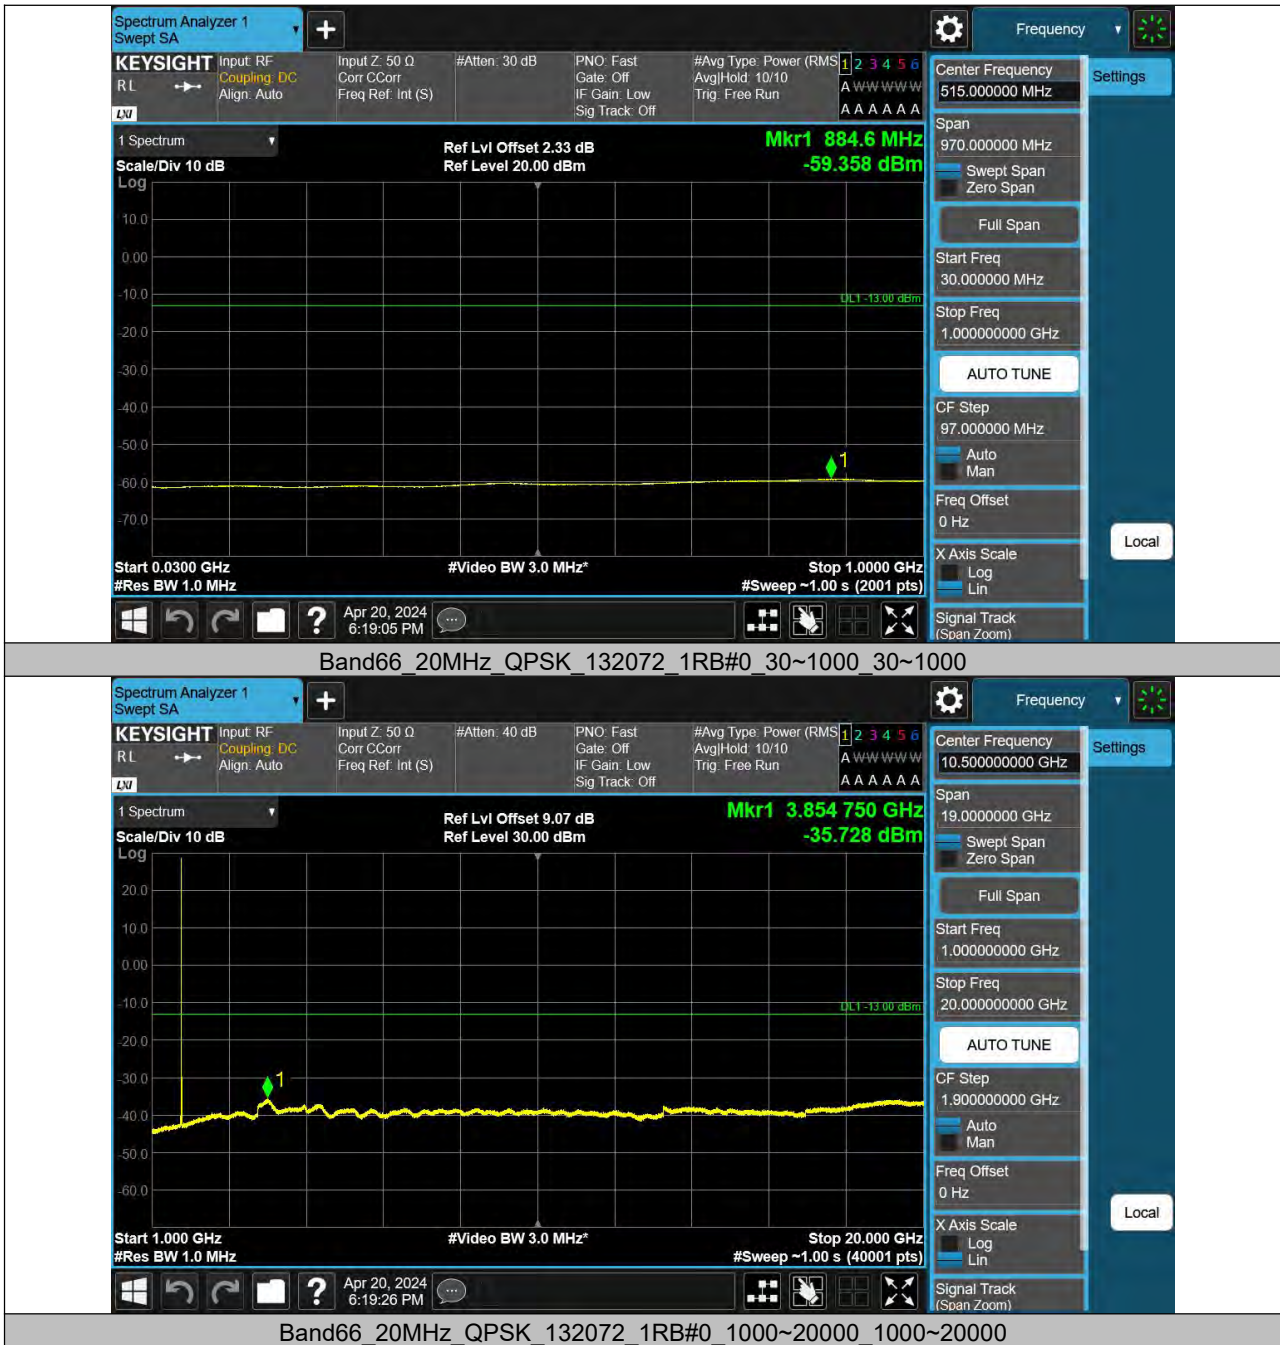 Spectrum Analyzer 1
Swept SA
Frequency
KEYSIGHT
RL
LXI
Input: RF
Coupling: DC
Align: Auto
Input Z: 50 Ω
Corr CCorr
Freq Ref: Int (S)
#Atten: 30 dB
PNO: Fast
Gate: Off
IF Gain: Low
Sig Track: Off
#Avg Type: Power (RMS
Avg|Hold: 10/10
Trig: Free Run
1 2 3 4 5 6
A W W W W W
A A A A A A
1 Spectrum
Scale/Div 10 dB
Ref Lvl Offset 2.33 dB
Ref Level 20.00 dBm
Mkr1 884.6 MHz
-59.358 dBm
Log
10.0
0.00
-10.0
-20.0
-30.0
-40.0
-50.0
-60.0
-70.0
DL1 -13.00 dBm
1
Start 0.0300 GHz
#Res BW 1.0 MHz
#Video BW 3.0 MHz*
Stop 1.0000 GHz
#Sweep ~1.00 s (2001 pts)
Apr 20, 2024
6:19:05 PM
Center Frequency
515.000000 MHz
Span
970.000000 MHz
Swept Span
Zero Span
Full Span
Start Freq
30.000000 MHz
Stop Freq
1.000000000 GHz
AUTO TUNE
CF Step
97.000000 MHz
Auto
Man
Freq Offset
0 Hz
X Axis Scale
Log
Lin
Signal Track
(Span Zoom)
Settings
Local
Band66_20MHz_QPSK_132072_1RB#0_30~1000_30~1000
Spectrum Analyzer 1
Swept SA
Frequency
KEYSIGHT
RL
LXI
Input: RF
Coupling: DC
Align: Auto
Input Z: 50 Ω
Corr CCorr
Freq Ref: Int (S)
#Atten: 40 dB
PNO: Fast
Gate: Off
IF Gain: Low
Sig Track: Off
#Avg Type: Power (RMS
Avg|Hold: 10/10
Trig: Free Run
1 2 3 4 5 6
A W W W W W
A A A A A A
1 Spectrum
Scale/Div 10 dB
Ref Lvl Offset 9.07 dB
Ref Level 30.00 dBm
Mkr1 3.854 750 GHz
-35.728 dBm
Log
20.0
10.0
0.00
-10.0
-20.0
-30.0
-40.0
-50.0
-60.0
DL1 -13.00 dBm
1
Start 1.000 GHz
#Res BW 1.0 MHz
#Video BW 3.0 MHz*
Stop 20.000 GHz
#Sweep ~1.00 s (40001 pts)
Apr 20, 2024
6:19:26 PM
Center Frequency
10.500000000 GHz
Span
19.0000000 GHz
Swept Span
Zero Span
Full Span
Start Freq
1.000000000 GHz
Stop Freq
20.000000000 GHz
AUTO TUNE
CF Step
1.900000000 GHz
Auto
Man
Freq Offset
0 Hz
X Axis Scale
Log
Lin
Signal Track
(Span Zoom)
Settings
Local
Band66_20MHz_QPSK_132072_1RB#0_1000~20000_1000~20000